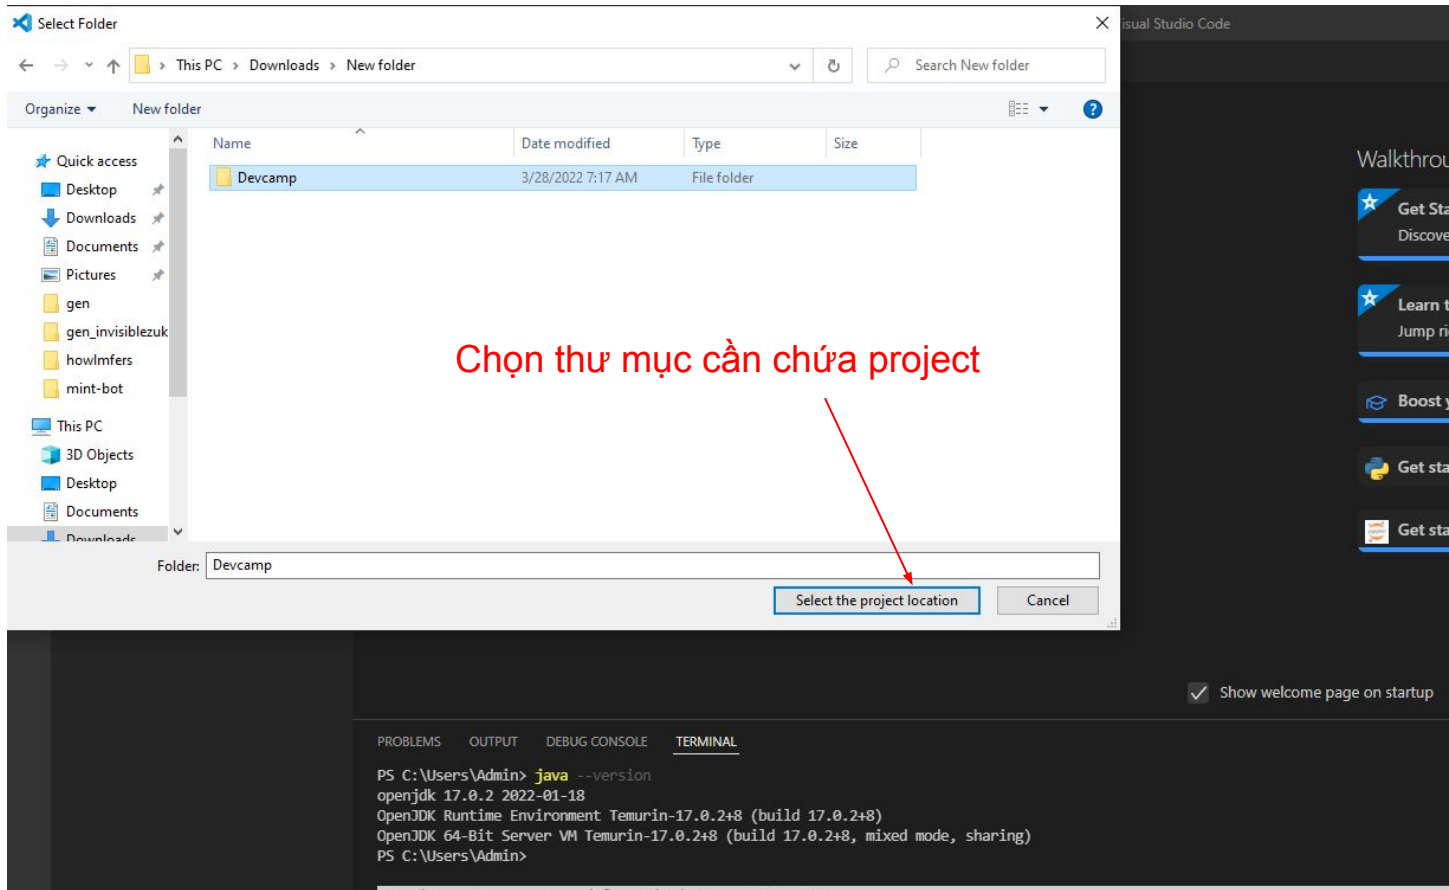 Select Folder
isual Studio Code
This PC > Downloads > New folder
Search New folder
Organize
New folder
Name
Date modified
Type
Size
Quick access
Devcamp
3/28/2022 7:17 AM
File folder
Desktop
Downloads
Documents
Pictures
gen
gen_invisiblezuk
howlmfers
mint-bot
This PC
3D Objects
Desktop
Documents
Downloads
Chọn thư mục cần chứa project
Folder:
Devcamp
Select the project location
Cancel
Walkthrou
Get Sta
Discove
Learn t
Jump ri
Boost y
Get sta
Get sta
Show welcome page on startup
PROBLEMS OUTPUT DEBUG CONSOLE TERMINAL
PS C:\Users\Admin> java --version
openjdk 17.0.2 2022-01-18
OpenJDK Runtime Environment Temurin-17.0.2+8 (build 17.0.2+8)
OpenJDK 64-Bit Server VM Temurin-17.0.2+8 (build 17.0.2+8, mixed mode, sharing)
PS C:\Users\Admin>